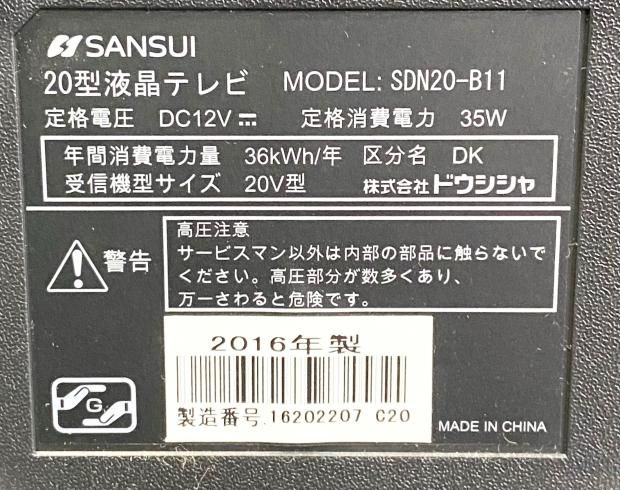 SANSUI
20型液晶テレビ MODEL: SDN20-B11
定格電圧 DC12V⎓ 定格消費電力 35W
年間消費電力量 36kWh/年 区分名 DK
受信機型サイズ 20V型 株式会社ドウシシャ
警告
高圧注意
サービスマン以外は内部の部品に触らないで
ください。高圧部分が数多くあり、
万一さわると危険です。
2016年製
製造番号.16202207 C20
G
MADE IN CHINA